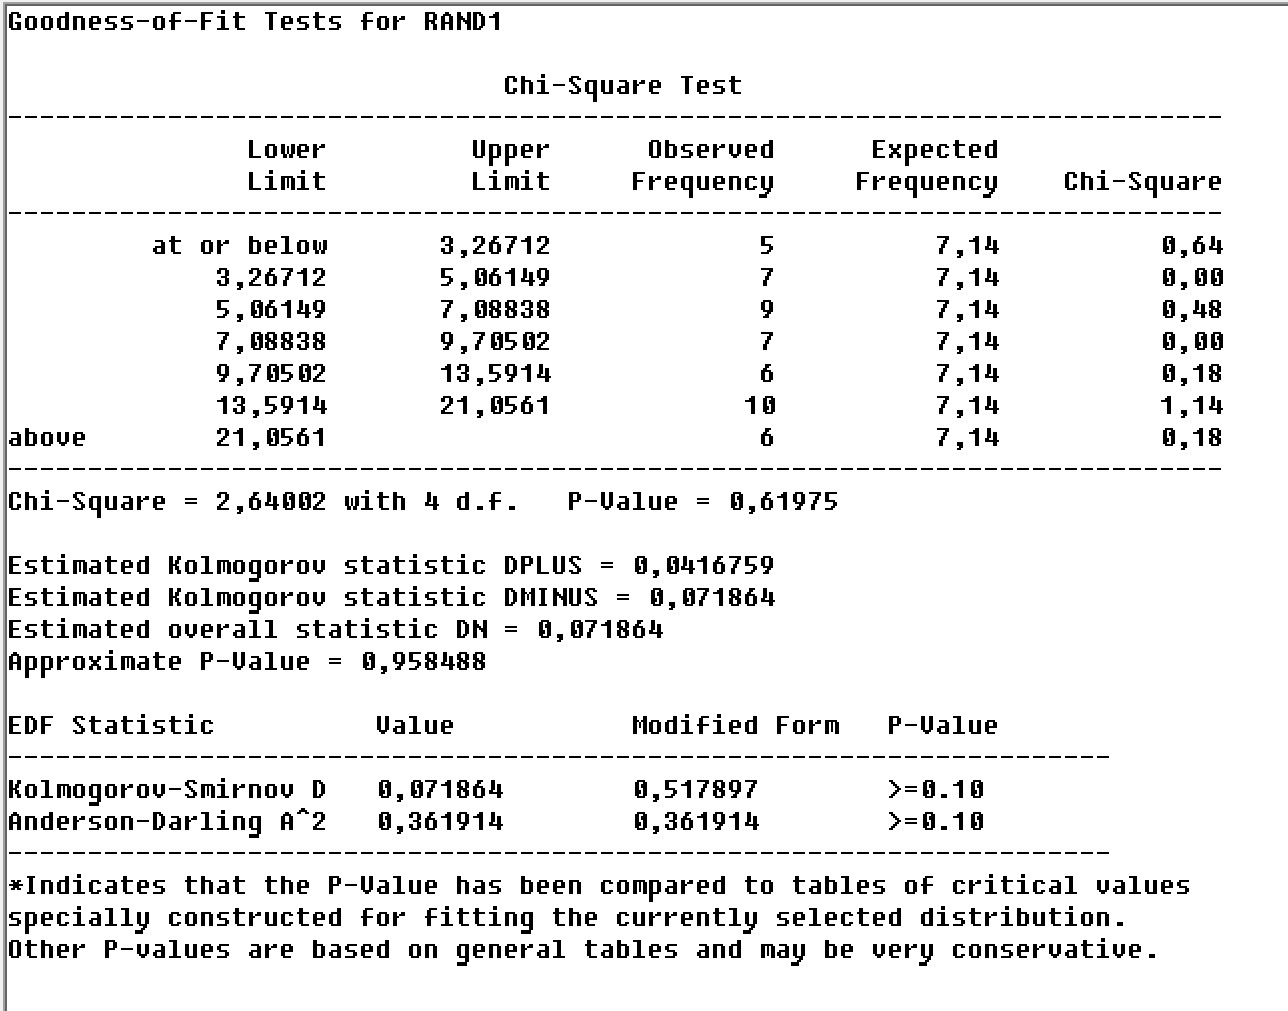 Goodness-of-Fit Tests for RAND1
Chi-Square Test
----------------------------------------------------------------------------
Lower Upper Observed Expected
Limit Limit Frequency Frequency Chi-Square
----------------------------------------------------------------------------
at or below 3,26712 5 7,14 0,64
3,26712 5,06149 7 7,14 0,00
5,06149 7,08838 9 7,14 0,48
7,08838 9,70502 7 7,14 0,00
9,70502 13,5914 6 7,14 0,18
13,5914 21,0561 10 7,14 1,14
above 21,0561 6 7,14 0,18
----------------------------------------------------------------------------
Chi-Square = 2,64002 with 4 d.f. P-Value = 0,61975
Estimated Kolmogorov statistic DPLUS = 0,0416759
Estimated Kolmogorov statistic DMINUS = 0,071864
Estimated overall statistic DN = 0,071864
Approximate P-Value = 0,958488
EDF Statistic Value Modified Form P-Value
---------------------------------------------------------------------
Kolmogorov-Smirnov D 0,071864 0,517897 >=0.10
Anderson-Darling A^2 0,361914 0,361914 >=0.10
---------------------------------------------------------------------
*Indicates that the P-Value has been compared to tables of critical values
specially constructed for fitting the currently selected distribution.
Other P-values are based on general tables and may be very conservative.